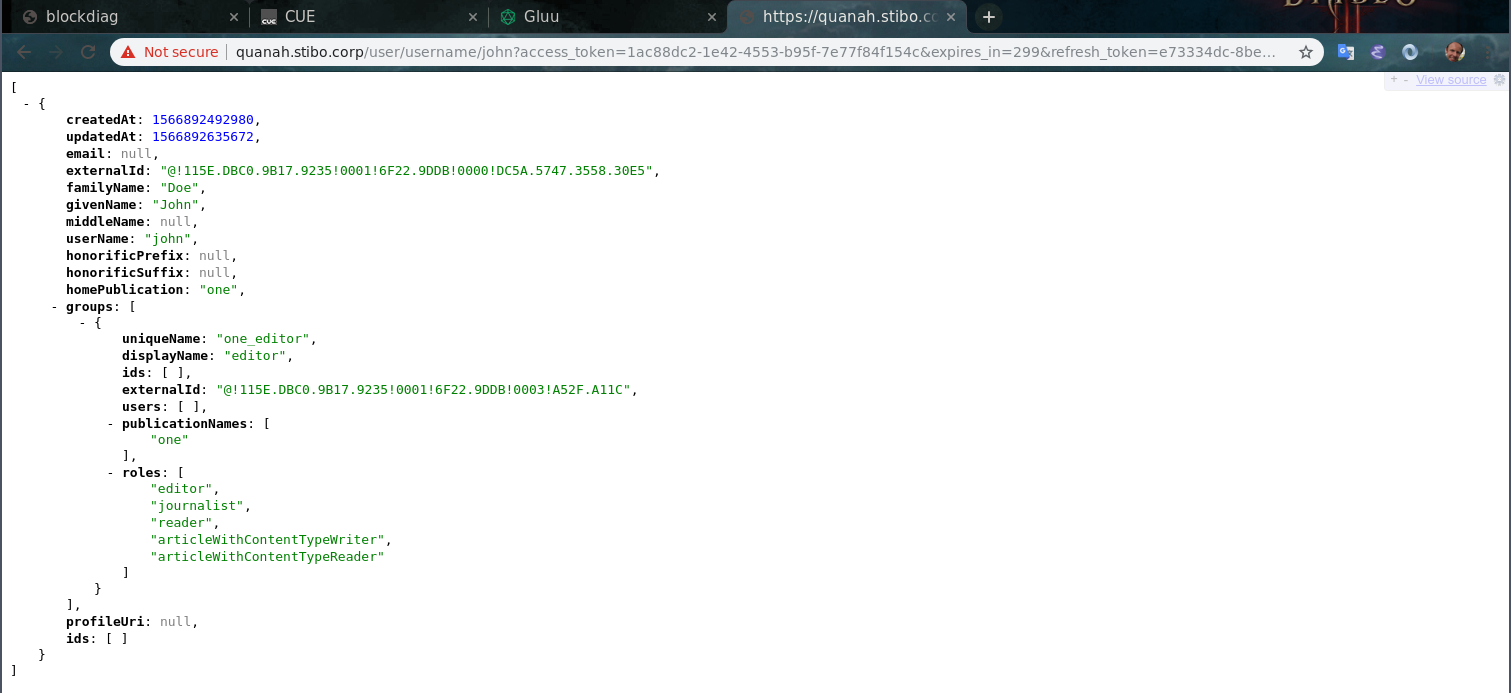 blockdiag × CUE CUE × Gluu × https://quanah.stibo.cc × +
Not secure | quanah.stibo.corp/user/username/john?access_token=1ac88dc2-1e42-4553-b95f-7e77f84f154c&expires_in=299&refresh_token=e73334dc-8be...
+ - View source
[
- {
createdAt: 1566892492980,
updatedAt: 1566892635672,
email: null,
externalId: "@!115E.DBC0.9B17.9235!0001!6F22.9DDB!0000!DC5A.5747.3558.30E5",
familyName: "Doe",
givenName: "John",
middleName: null,
userName: "john",
honorificPrefix: null,
honorificSuffix: null,
homePublication: "one",
- groups: [
- {
uniqueName: "one_editor",
displayName: "editor",
ids: [ ],
externalId: "@!115E.DBC0.9B17.9235!0001!6F22.9DDB!0003!A52F.A11C",
users: [ ],
- publicationNames: [
"one"
],
- roles: [
"editor",
"journalist",
"reader",
"articleWithContentTypeWriter",
"articleWithContentTypeReader"
]
}
],
profileUri: null,
ids: [ ]
}
]